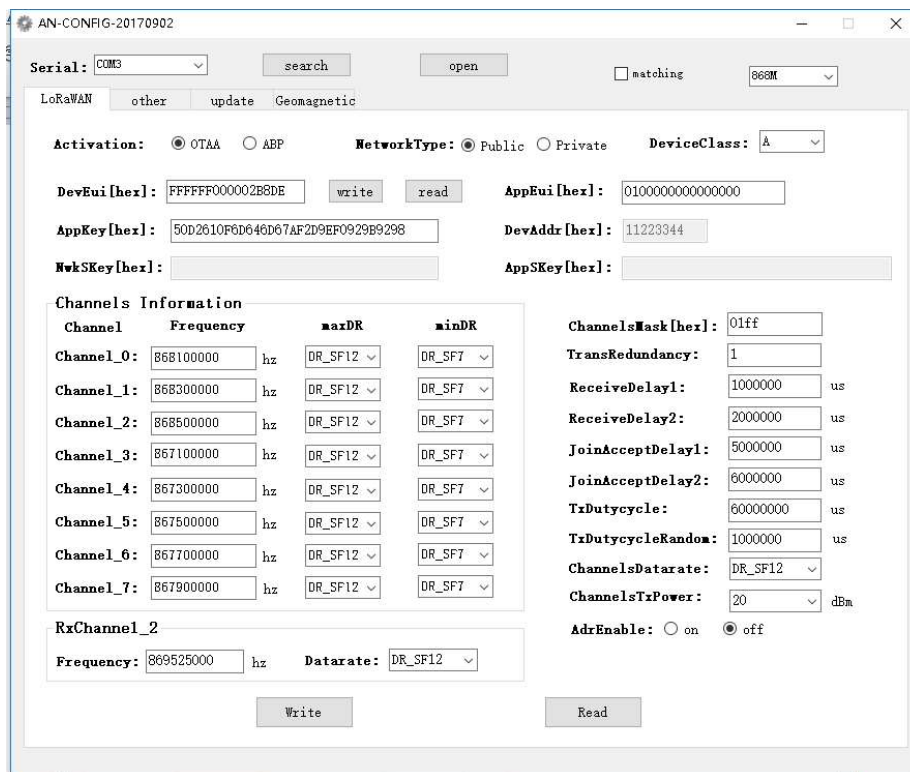 AN-CONFIG-20170902
Serial: COM3 search open matching 868M
LoRaWAN other update Geomagnetic
Activation: OTAA ABP NetworkType: Public Private DeviceClass: A
DevEui[hex]: FFFFFF000002B8DE write read AppEui[hex]: 0100000000000000
AppKey[hex]: 50D2610F6D646D67AF2D9EF0929B9298 DevAddr[hex]: 11223344
NwkSKey[hex]: AppSKey[hex]:
Channels Information
Channel Frequency maxDR minDR
Channel_0: 868100000 hz DR_SF12 DR_SF7
Channel_1: 868300000 hz DR_SF12 DR_SF7
Channel_2: 868500000 hz DR_SF12 DR_SF7
Channel_3: 867100000 hz DR_SF12 DR_SF7
Channel_4: 867300000 hz DR_SF12 DR_SF7
Channel_5: 867500000 hz DR_SF12 DR_SF7
Channel_6: 867700000 hz DR_SF12 DR_SF7
Channel_7: 867900000 hz DR_SF12 DR_SF7
RxChannel_2
Frequency: 869525000 hz Datarate: DR_SF12
ChannelsMask[hex]: 01ff
TransRedundancy: 1
ReceiveDelay1: 1000000 us
ReceiveDelay2: 2000000 us
JoinAcceptDelay1: 5000000 us
JoinAcceptDelay2: 6000000 us
TxDutycycle: 60000000 us
TxDutycycleRandom: 1000000 us
ChannelsDatarate: DR_SF12
ChannelsTxPower: 20 dBm
AdrEnable: on off
Write Read